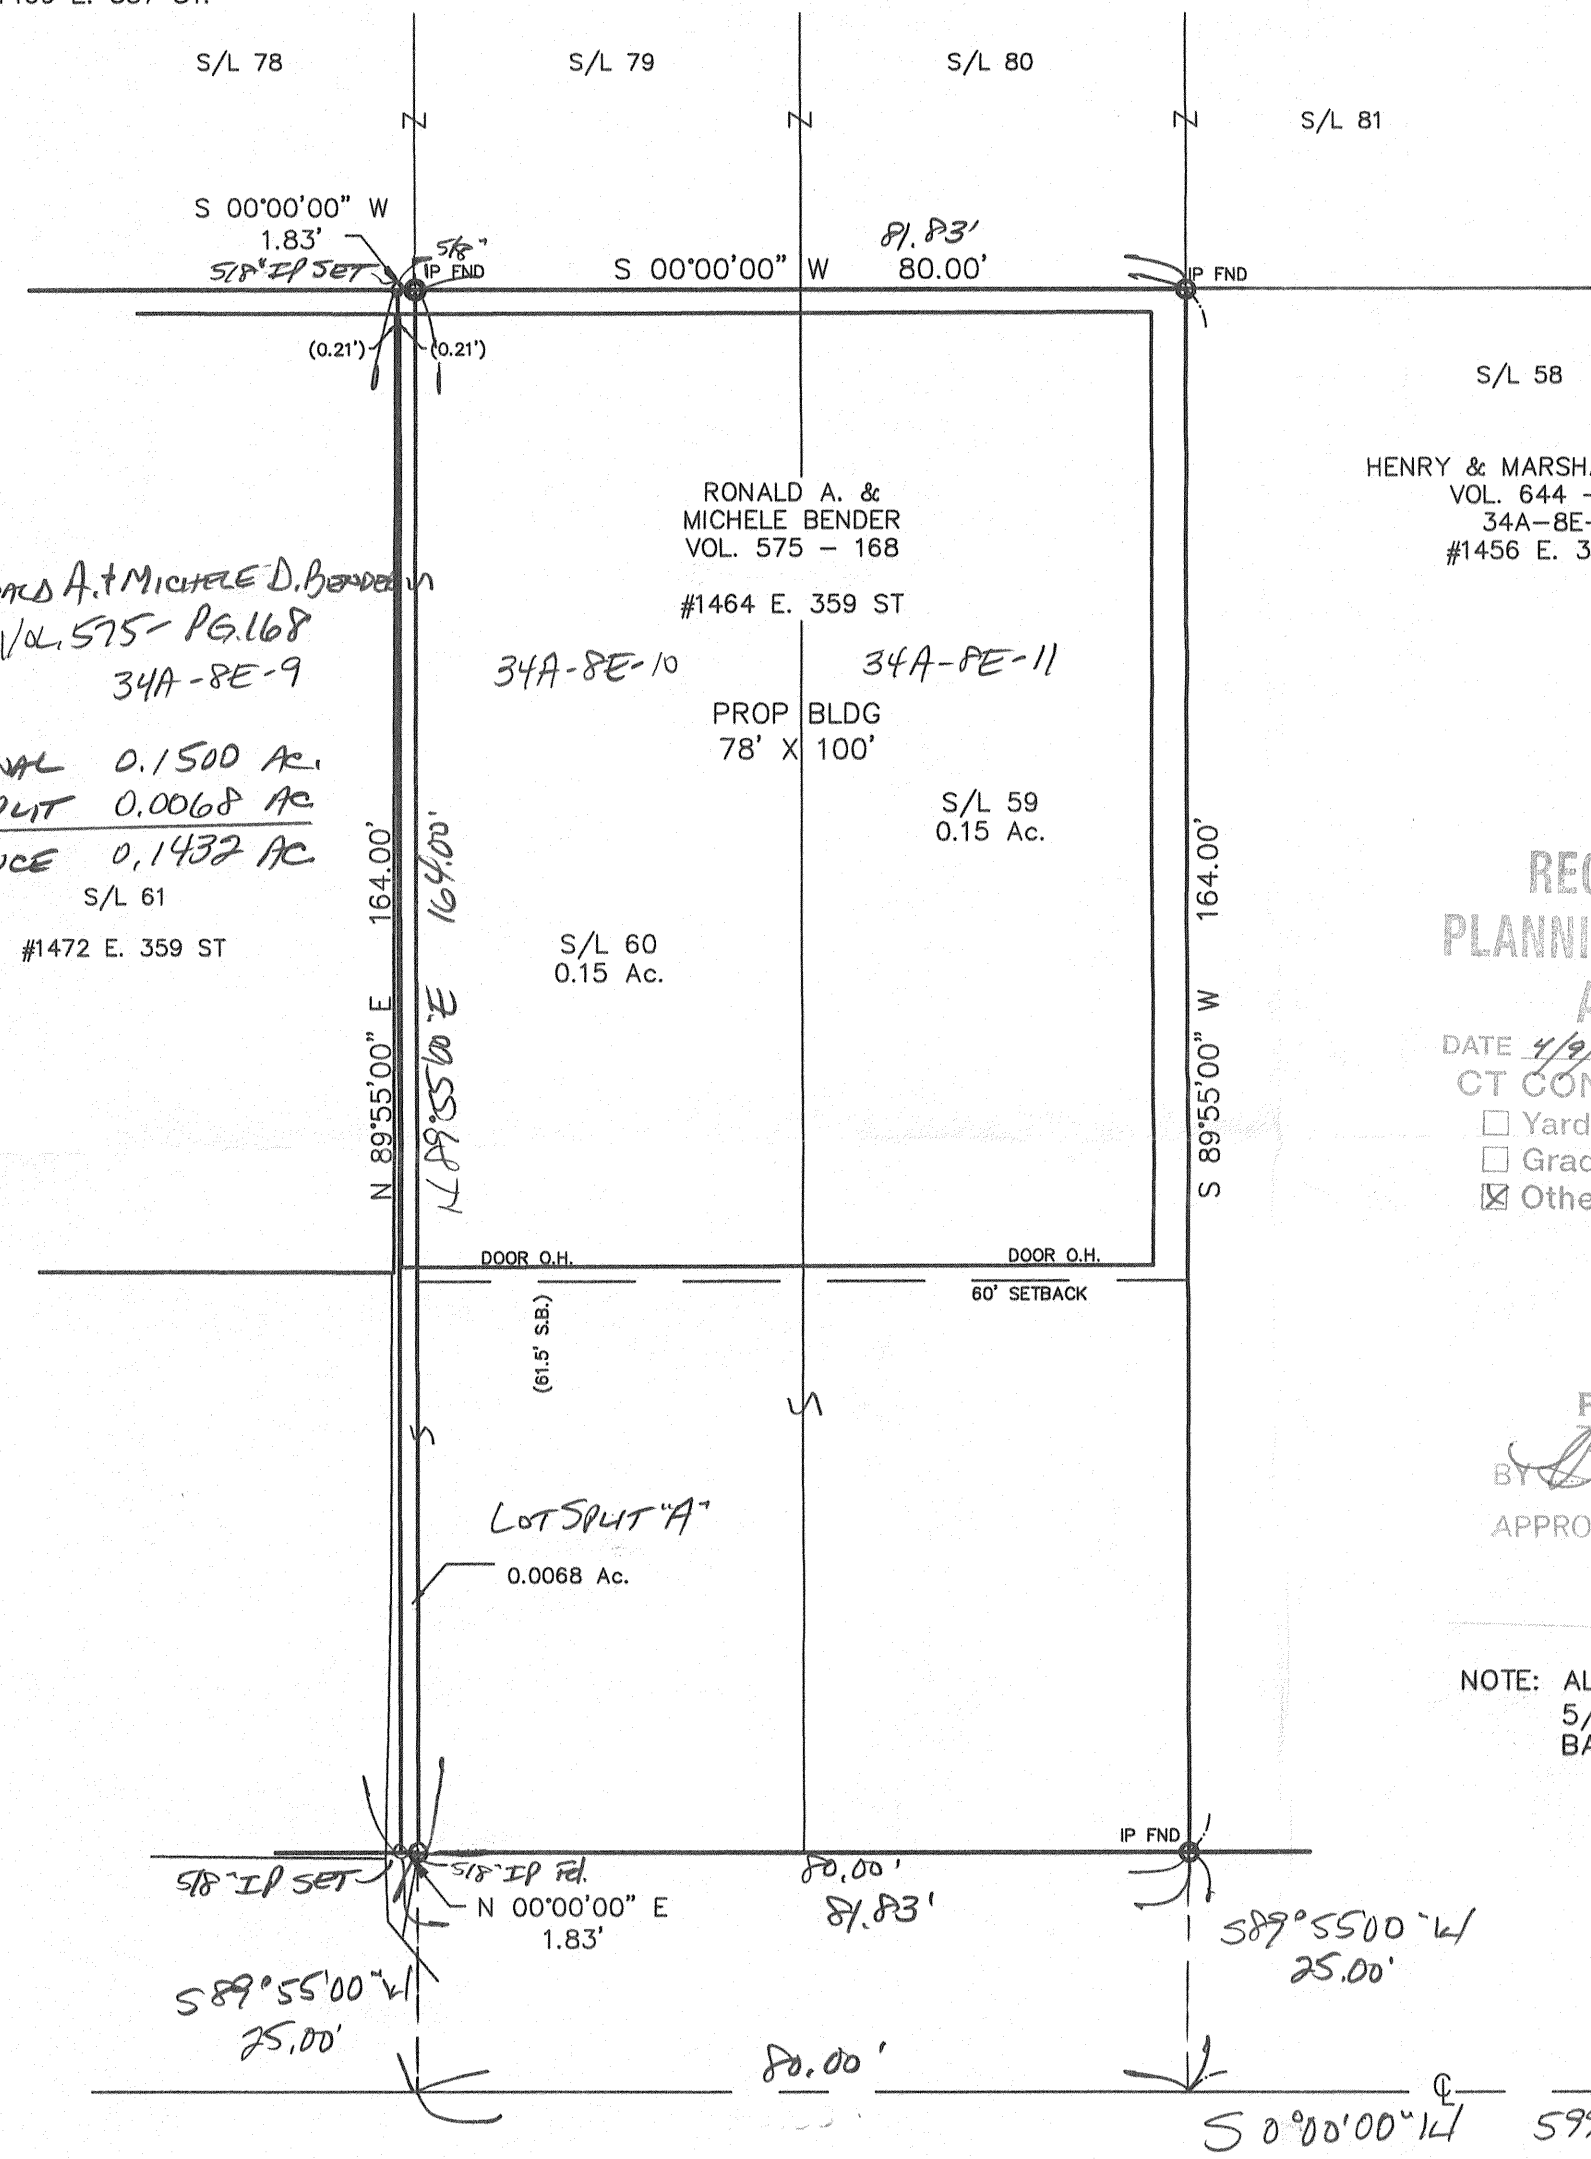 S/L 78
S/L 79
S/L 80
S/L 81
S 00°00'00" W
1.83'
5/8" IP SET
5/8"
IP FND
81.83'
S 00°00'00" W 80.00'
IP FND
(0.21') (0.21')
S/L 58
HENRY &
VOL. 644 -
34A-8E-
#1456 E. 3
RONALD A. &
MICHELE BENDER
VOL. 575 - 168
#1464 E. 359 ST
A. & MICHELE D. BENDER
VOL. 575- PG.168
34A-8E-9
34A-8E-10
34A-8E-11
PROP BLDG
78' X 100'
0.1500 AC.
0.0068 AC
0.1432 AC
S/L 61
#1472 E. 359 ST
S/L 59
0.15 Ac.
S/L 60
0.15 Ac.
N 89°55'00" E 164.00'
N 89°55'00"E 164.00'
S 89°55'00" W 164.00'
DATE 4/9/
CT
Yard
DOOR O.H.
DOOR O.H.
60' SETBACK
(61.5' S.B.)
BY
LOT SPLIT "A"
0.0068 Ac.
NOTE:
5/
IP FND
5/8" IP SET
5/8" IP Fd.
N 00°00'00" E
1.83'
80.00'
81.83'
S89°55'00"W
25.00'
S89°55'00"W
25.00'
80.00'
℄
S 0°00'00"W